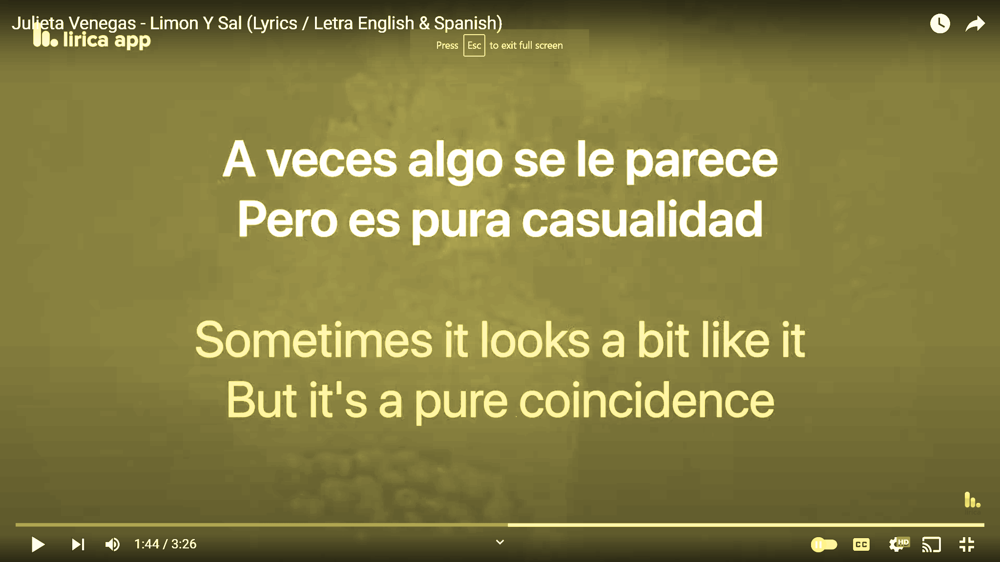 Julieta Venegas - Limon Y Sal (Lyrics / Letra English & Spanish)
lirica app
Press Esc to exit full screen
A veces algo se le parece
Pero es pura casualidad
Sometimes it looks a bit like it
But it's a pure coincidence
lirica
1:44 / 3:26
CC
HD